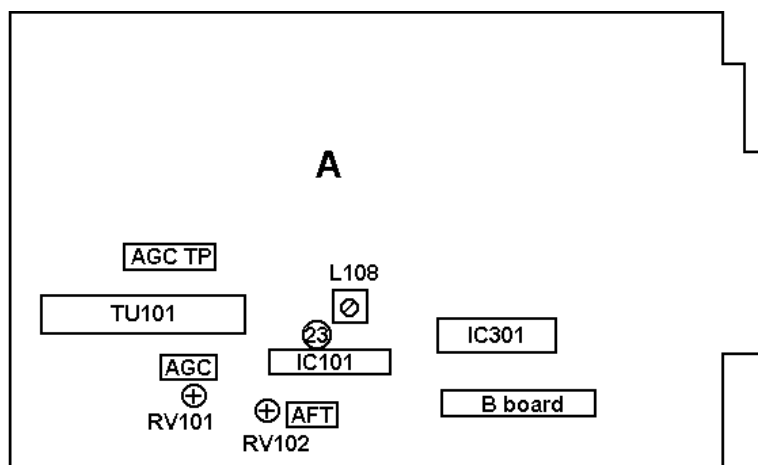 A
AGC TP
L108
TU101
23
IC301
IC101
AGC
B board
RV101
AFT
RV102